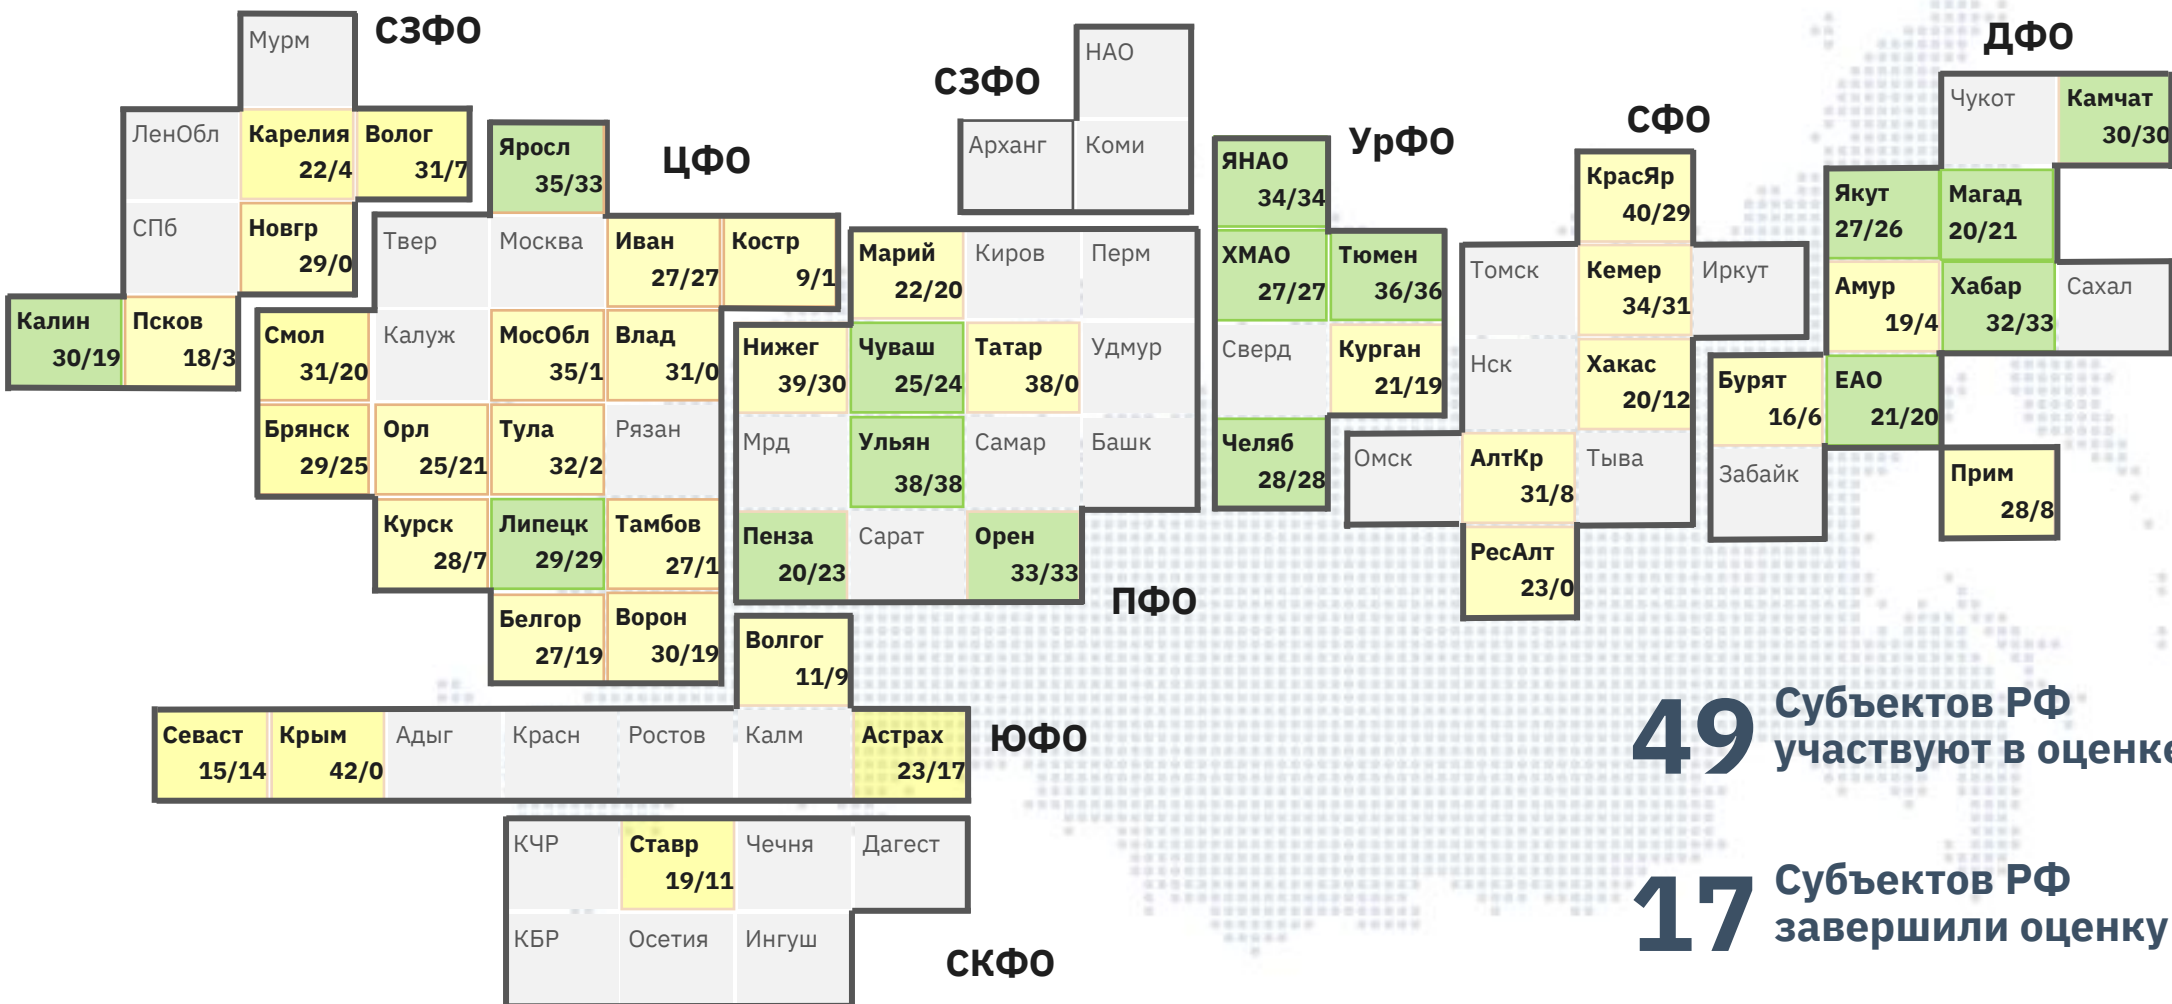 СЗФО
Мурм
ЛенОбл
Карелия
22/4
Волог
31/7
СПб
Новгр
29/0
Калин
30/19
Псков
18/3
ЦФО
Яросл
35/33
Твер
Москва
Иван
27/27
Костр
9/1
Смол
31/20
Калуж
МосОбл
35/1
Влад
31/0
Брянск
29/25
Орл
25/21
Тула
32/2
Рязан
Курск
28/7
Липецк
29/29
Тамбов
27/1
Белгор
27/19
Ворон
30/19
СЗФО
НАО
Арханг
Коми
Марий
22/20
Киров
Перм
Нижег
39/30
Чуваш
25/24
Татар
38/0
Удмур
Мрд
Ульян
38/38
Самар
Башк
Пенза
20/23
Сарат
Орен
33/33
ПФО
УрФО
ЯНАО
34/34
ХМАО
27/27
Тюмен
36/36
Сверд
Курган
21/19
Челяб
28/28
СФО
КрасЯр
40/29
Томск
Кемер
34/31
Иркут
Нск
Хакас
20/12
Омск
АлтКр
31/8
Тыва
РесАлт
23/0
ДФО
Чукот
Камчат
30/30
Якут
27/26
Магад
20/21
Амур
19/4
Хабар
32/33
Сахал
Бурят
16/6
ЕАО
21/20
Забайк
Прим
28/8
Волгог
11/9
Севаст
15/14
Крым
42/0
Адыг
Красн
Ростов
Калм
Астрах
23/17
ЮФО
КЧР
Ставр
19/11
Чечня
Дагест
КБР
Осетия
Ингуш
СКФО
49 Субъектов РФ
участвуют в оценке
17 Субъектов РФ
завершили оценку